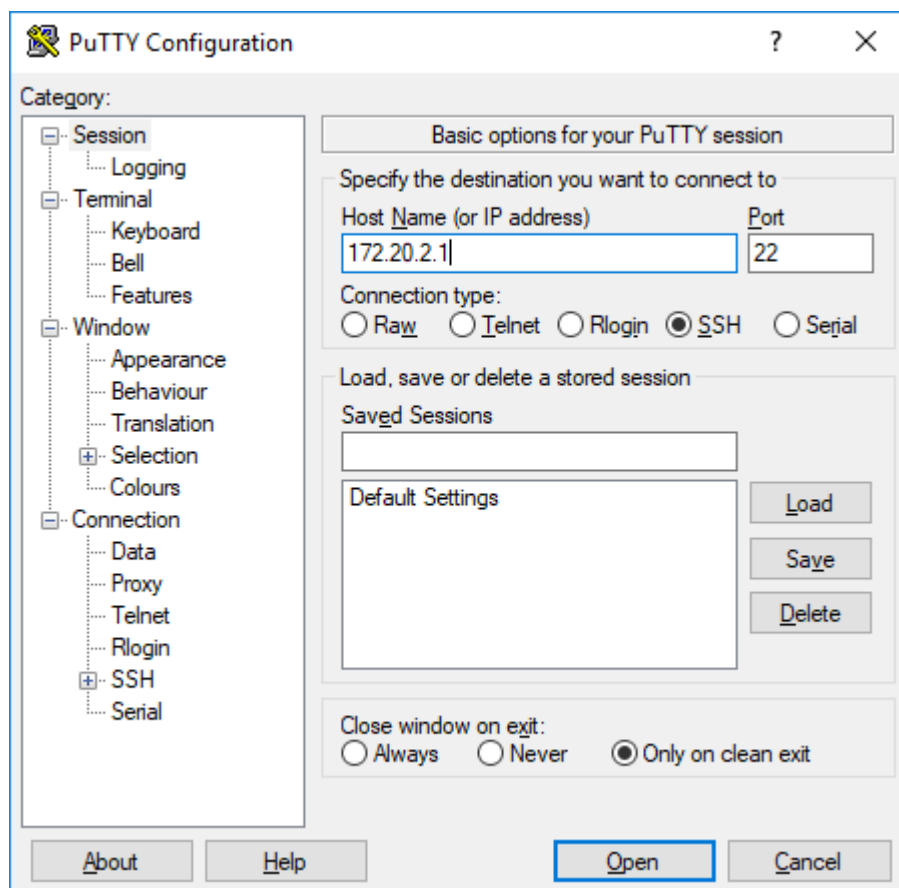 PuTTY Configuration
?
Category:
Session
Logging
Terminal
Keyboard
Bell
Features
Window
Appearance
Behaviour
Translation
Selection
Colours
Connection
Data
Proxy
Telnet
Rlogin
SSH
Serial
Basic options for your PuTTY session
Specify the destination you want to connect to
Host Name (or IP address) Port
172.20.2.1 22
Connection type:
Raw Telnet Rlogin SSH Serial
Load, save or delete a stored session
Saved Sessions
Default Settings
Load
Save
Delete
Close window on exit:
Always Never Only on clean exit
About Help Open Cancel